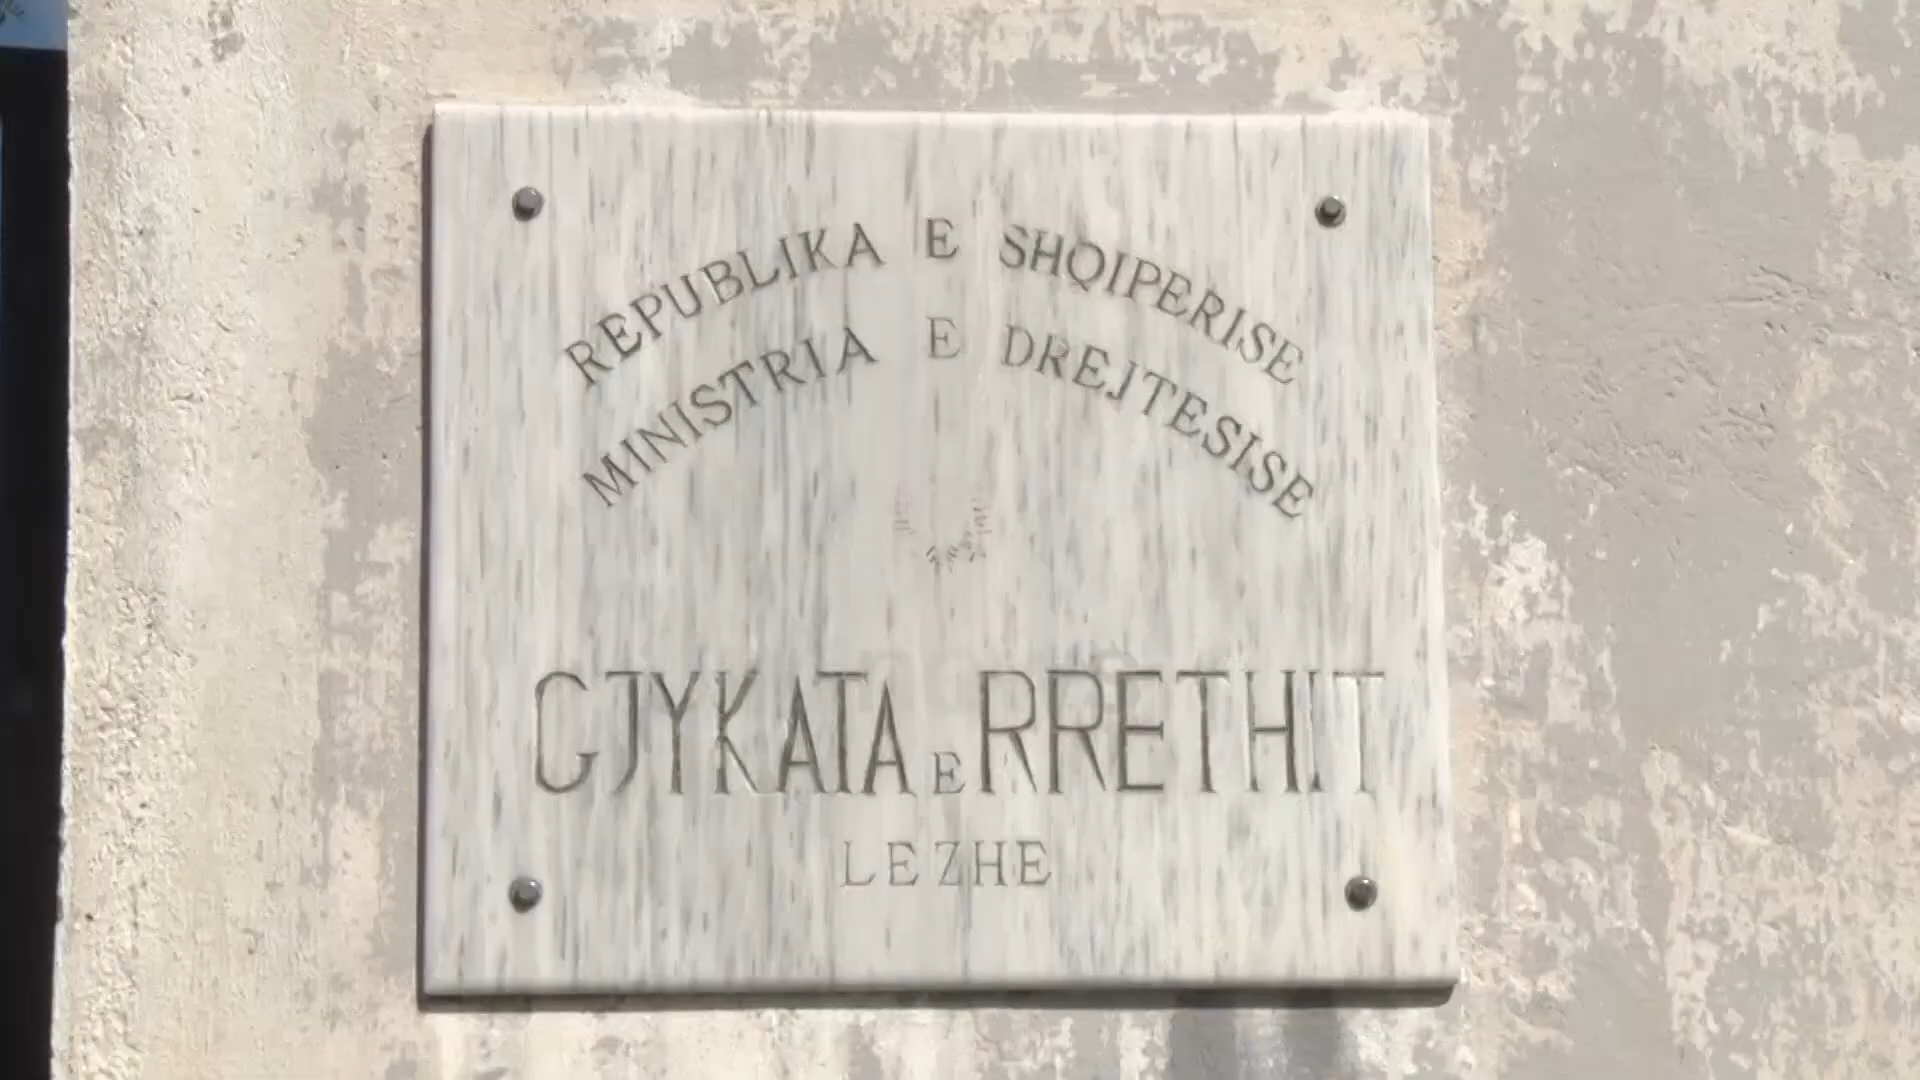 REPUBLIKA E SHQIPERISE
MINISTRIA E DREJTESISE
GJYKATA E RRETHIT
LEZHE